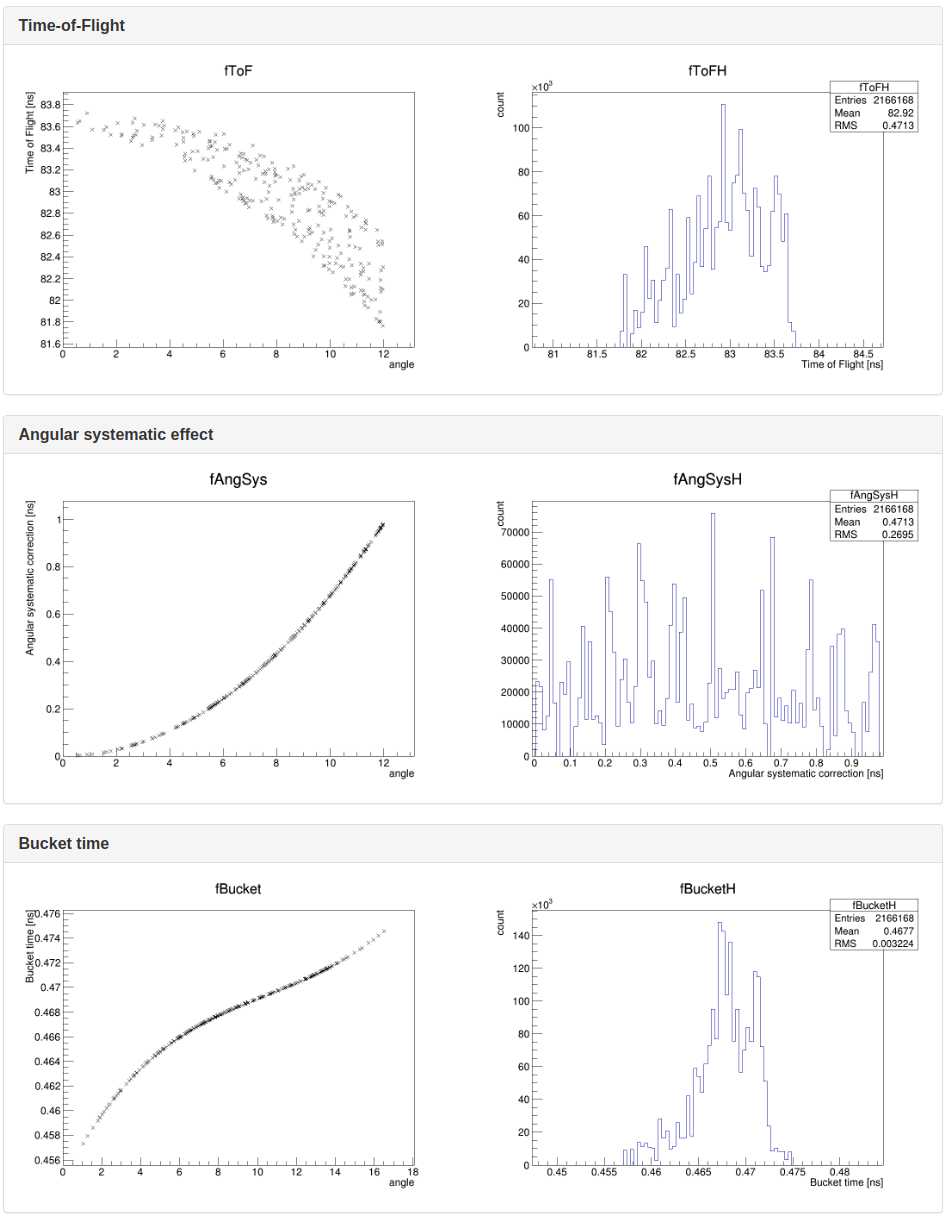 Time-of-Flight
fToF
Time of Flight [ns]
83.8
83.6
83.4
83.2
83
82.8
82.6
82.4
82.2
82
81.8
81.6
0 2 4 6 8 10 12
angle
fToFH
×10³
count
100
80
60
40
20
0
81 81.5 82 82.5 83 83.5 84 84.5
Time of Flight [ns]
fToFH
Entries 2166168
Mean 82.92
RMS 0.4713
Angular systematic effect
fAngSys
Angular systematic correction [ns]
1
0.8
0.6
0.4
0.2
0
0 2 4 6 8 10 12
angle
fAngSysH
count
70000
60000
50000
40000
30000
20000
10000
0
0 0.1 0.2 0.3 0.4 0.5 0.6 0.7 0.8 0.9
Angular systematic correction [ns]
fAngSysH
Entries 2166168
Mean 0.4713
RMS 0.2695
Bucket time
fBucket
Bucket time [ns]
0.476
0.474
0.472
0.47
0.468
0.466
0.464
0.462
0.46
0.458
0.456
0 2 4 6 8 10 12 14 16 18
angle
fBucketH
×10³
count
140
120
100
80
60
40
20
0
0.45 0.455 0.46 0.465 0.47 0.475 0.48
Bucket time [ns]
fBucketH
Entries 2166168
Mean 0.4677
RMS 0.003224